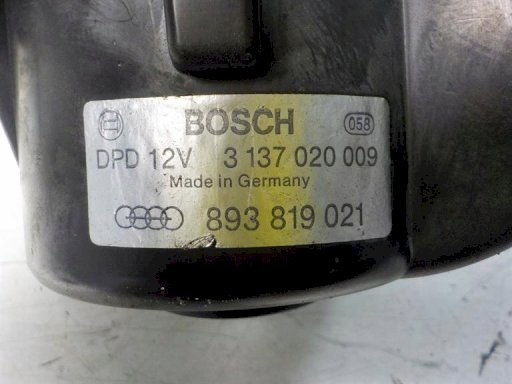 BOSCH 058
DPD 12V 3 137 020 009
Made in Germany
893 819 021